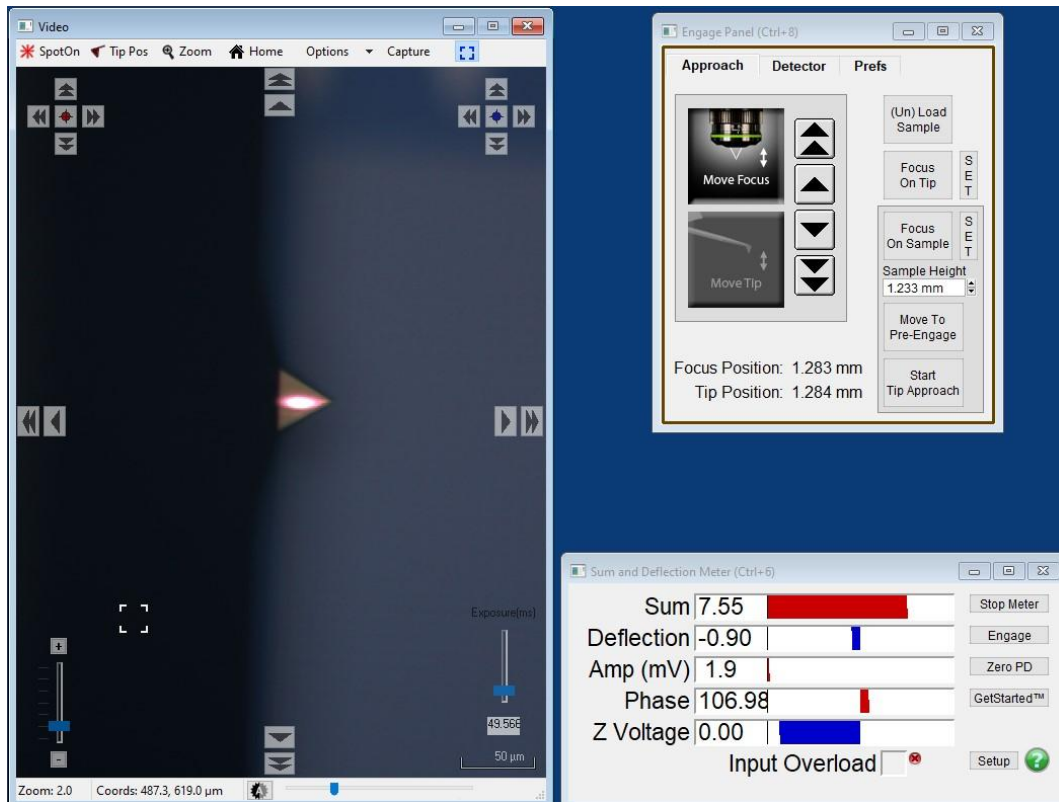 Video
SpotOn Tip Pos Zoom Home Options Capture
Exposure(ms)
49.566
50 µm
Zoom: 2.0 Coords: 487.3, 619.0 µm
Engage Panel (Ctrl+8)
Approach Detector Prefs
Move Focus
Move Tip
(Un) Load
Sample
Focus
On Tip
SET
Focus
On Sample
SET
Sample Height
1.233 mm
Move To
Pre-Engage
Start
Tip Approach
Focus Position: 1.283 mm
Tip Position: 1.284 mm
Sum and Deflection Meter (Ctrl+6)
Sum 7.55 Stop Meter
Deflection -0.90 Engage
Amp (mV) 1.9 Zero PD
Phase 106.98 GetStarted™
Z Voltage 0.00
Input Overload Setup ?